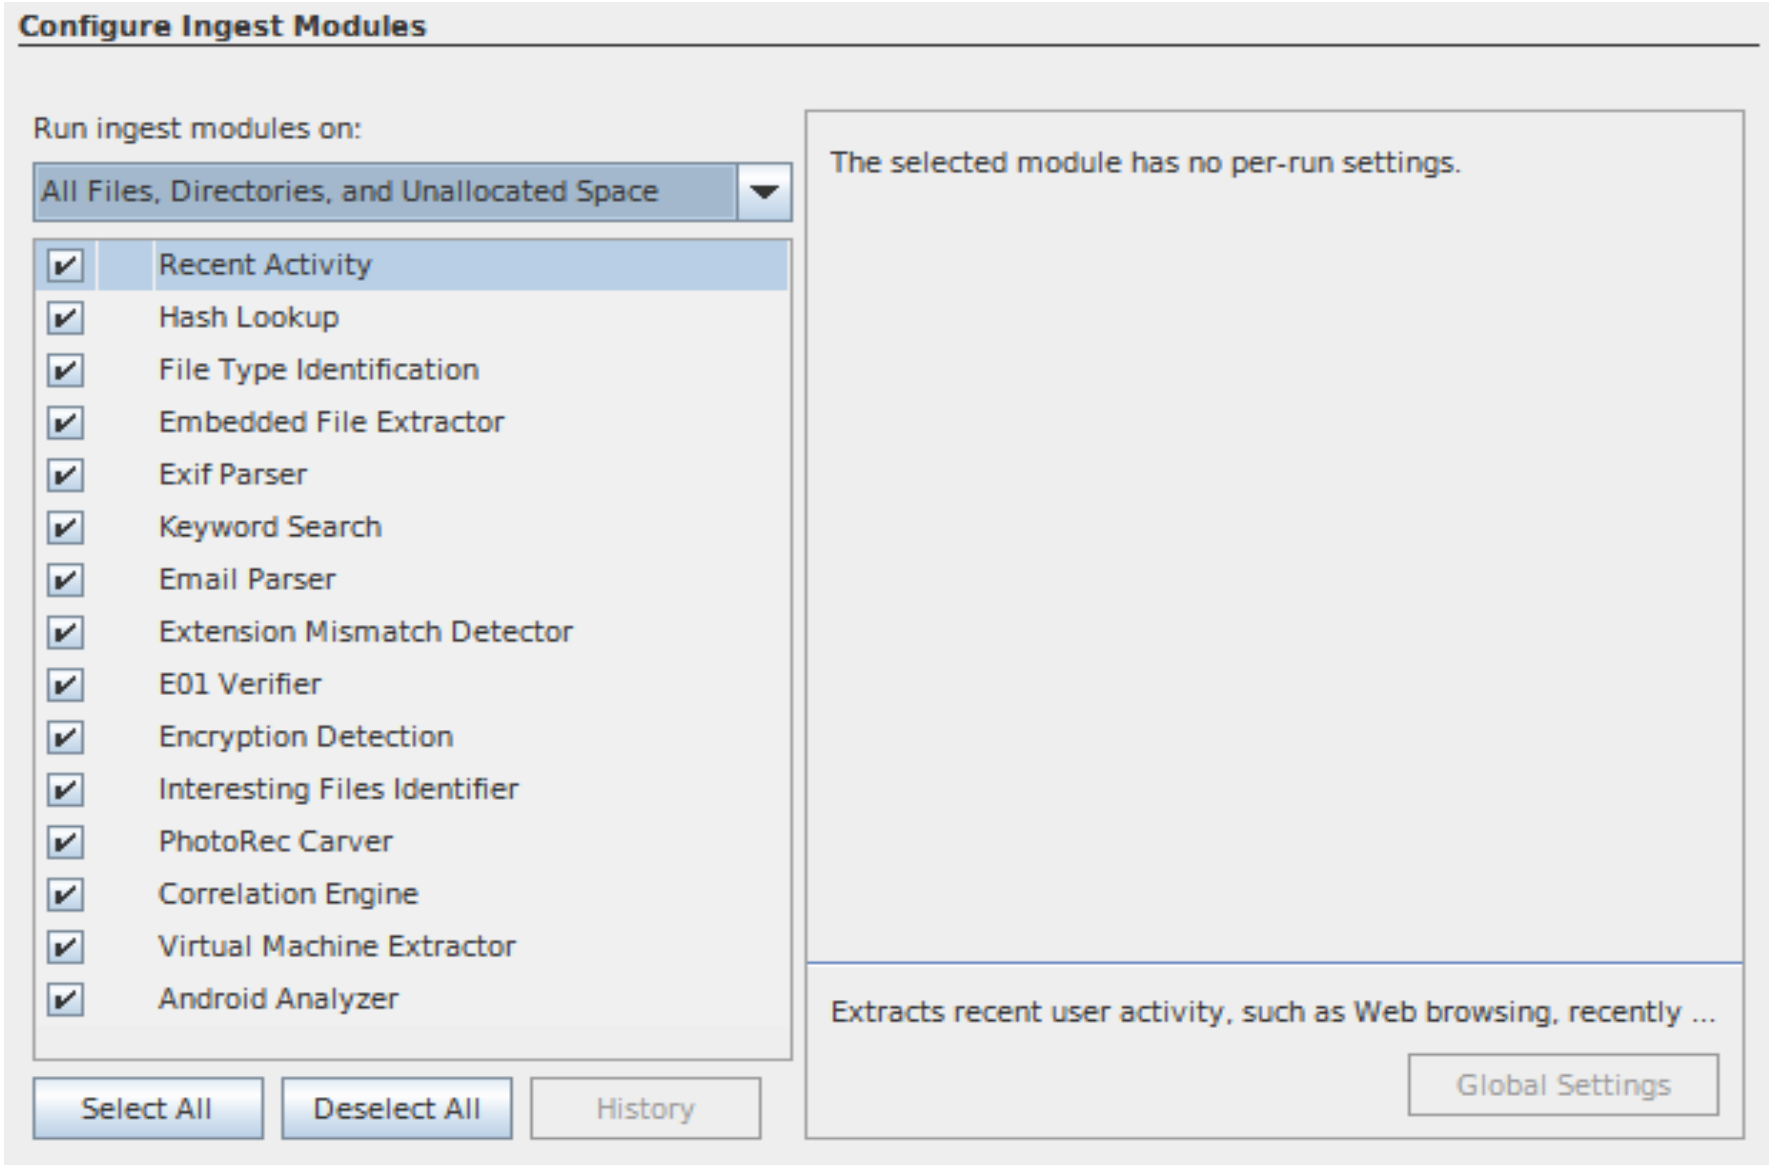 Configure Ingest Modules
Run ingest modules on:
All Files, Directories, and Unallocated Space
Recent Activity
Hash Lookup
File Type Identification
Embedded File Extractor
Exif Parser
Keyword Search
Email Parser
Extension Mismatch Detector
E01 Verifier
Encryption Detection
Interesting Files Identifier
PhotoRec Carver
Correlation Engine
Virtual Machine Extractor
Android Analyzer
Select All
Deselect All
History
The selected module has no per-run settings.
Extracts recent user activity, such as Web browsing, recently ...
Global Settings